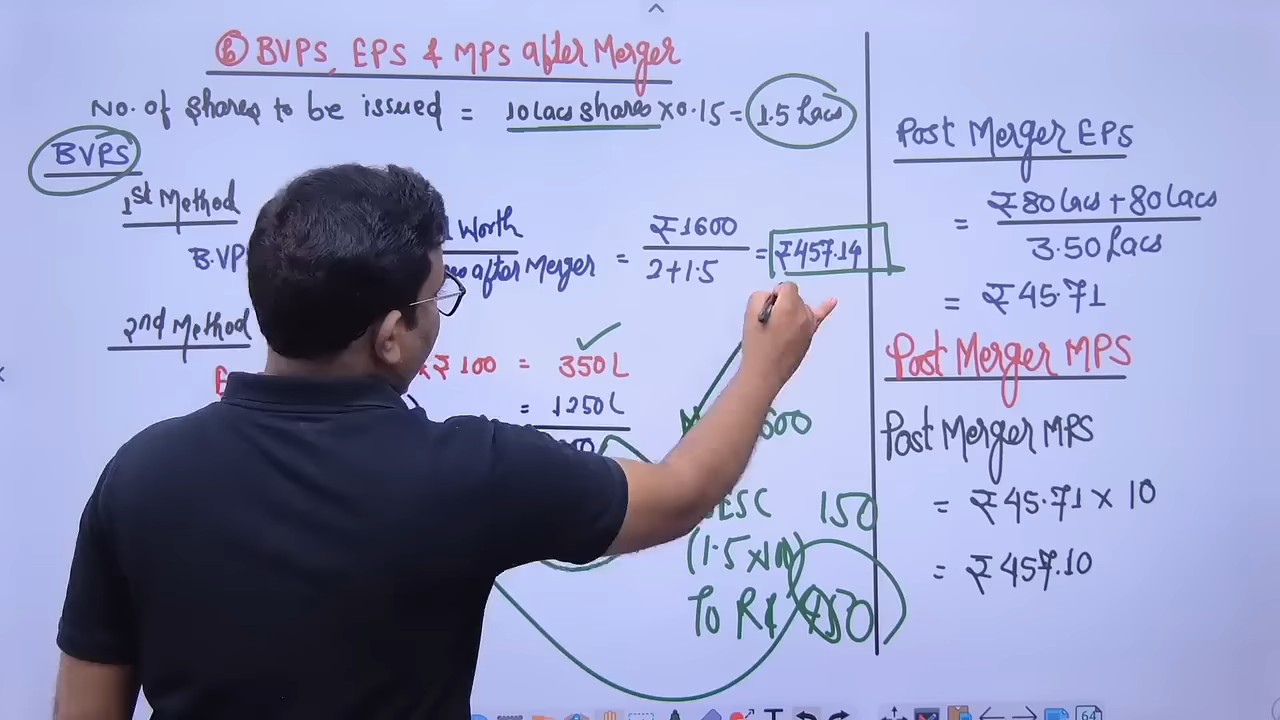 ⑥ BVPS, EPS & MPS after Merger
No. of shares to be issued = 10 Lacs shares × 0.15 = 1.5 Lacs
BVPS
1st Method
Worth
₹1600
B.VP
after Merger = 2+1.5 = ₹457.14
2nd Method
× ₹100 = 350L
= 1250L
600
ESC 150
(1.5×100)
To R&S
Post Merger EPS
= ₹80 Lacs + 80 Lacs
3.50 Lacs
= ₹45.71
Post Merger MPS
Post Merger MPS
= ₹45.71 × 10
= ₹457.10
64